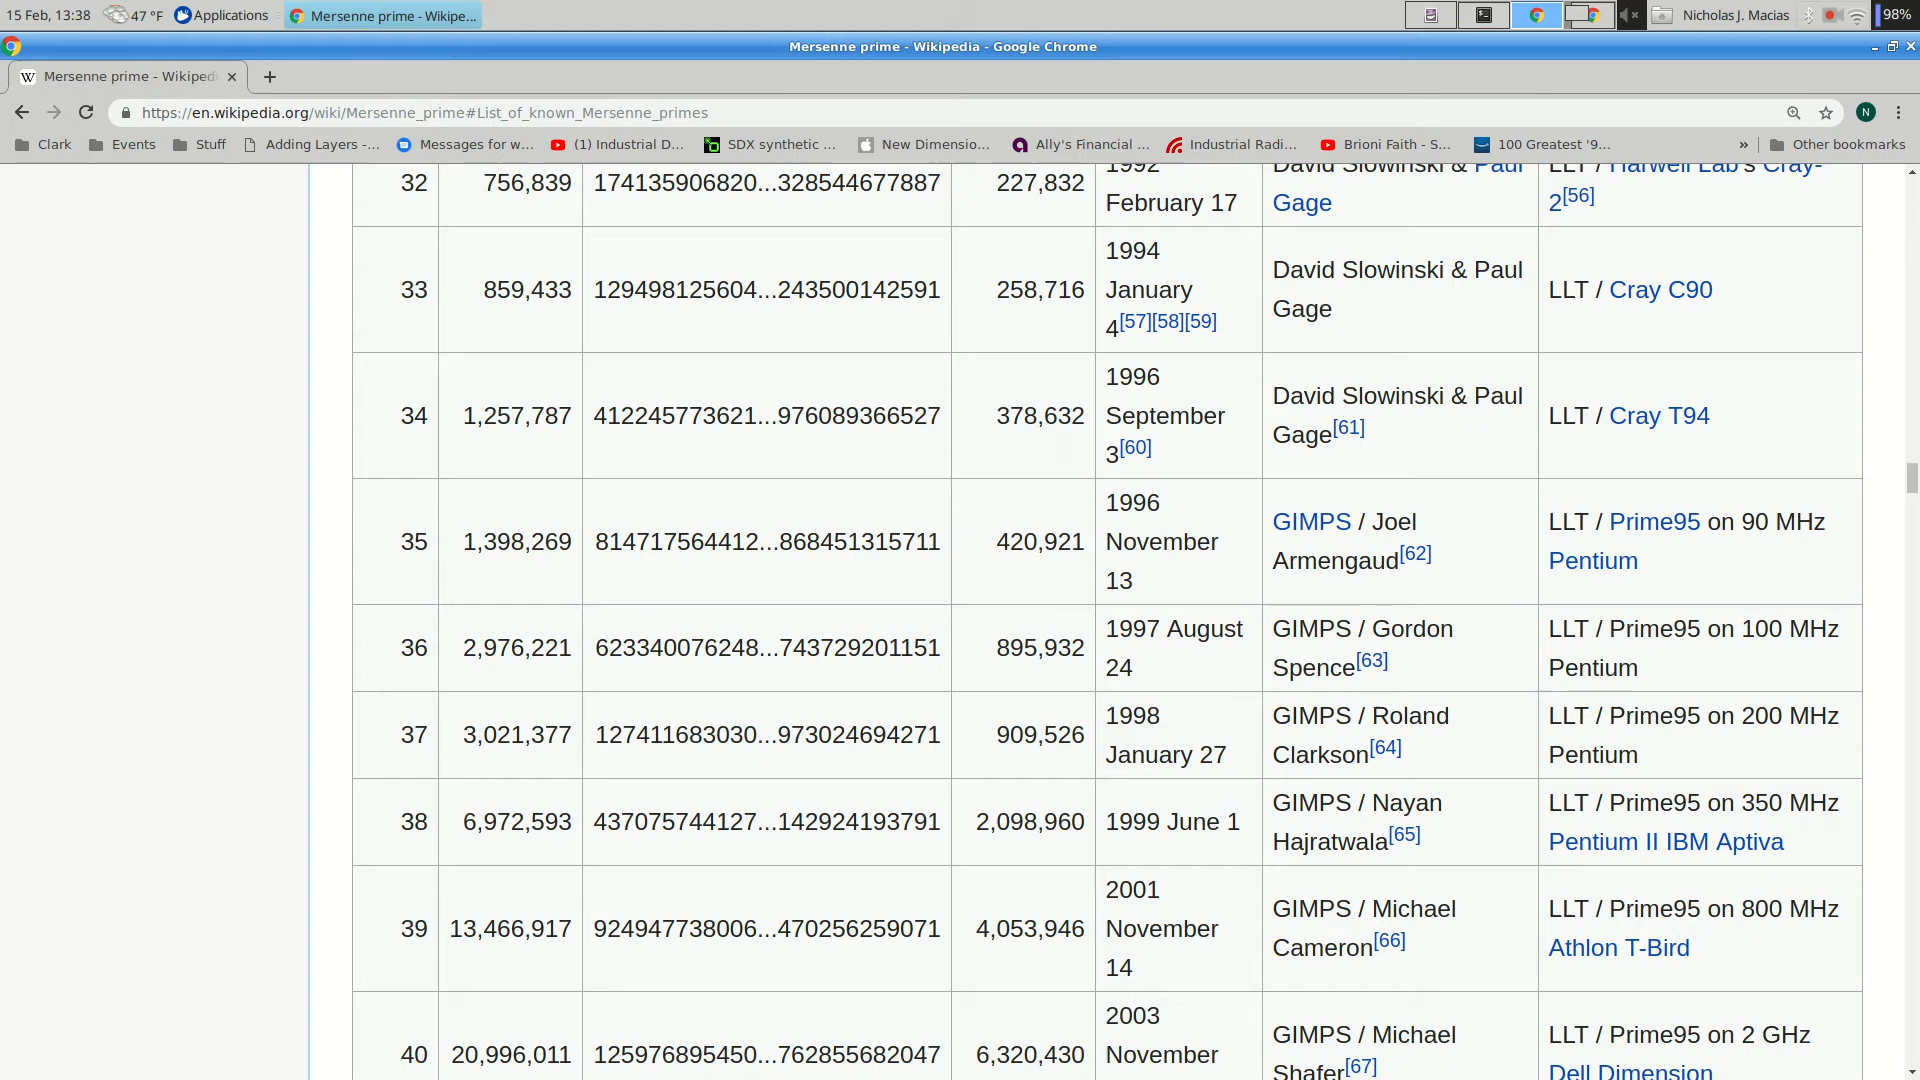 15 Feb, 13:38 47 °F Applications Mersenne prime - Wikipe... Nicholas J. Macias 98%
Mersenne prime - Wikipedia - Google Chrome
Mersenne prime - Wikipedi
https://en.wikipedia.org/wiki/Mersenne_prime#List_of_known_Mersenne_primes N
Clark Events Stuff Adding Layers -... Messages for w... (1) Industrial D... SDX synthetic ... New Dimensio... Ally's Financial ... Industrial Radi... Brioni Faith - S... 100 Greatest '9... » Other bookmarks
32 756,839 174135906820...328544677887 227,832 1992 February 17 David Slowinski & Paul Gage LLT / Harwell Lab's Cray-2[56]
33 859,433 129498125604...243500142591 258,716 1994 January 4[57][58][59] David Slowinski & Paul Gage LLT / Cray C90
34 1,257,787 412245773621...976089366527 378,632 1996 September 3[60] David Slowinski & Paul Gage[61] LLT / Cray T94
35 1,398,269 814717564412...868451315711 420,921 1996 November 13 GIMPS / Joel Armengaud[62] LLT / Prime95 on 90 MHz Pentium
36 2,976,221 623340076248...743729201151 895,932 1997 August 24 GIMPS / Gordon Spence[63] LLT / Prime95 on 100 MHz Pentium
37 3,021,377 127411683030...973024694271 909,526 1998 January 27 GIMPS / Roland Clarkson[64] LLT / Prime95 on 200 MHz Pentium
38 6,972,593 437075744127...142924193791 2,098,960 1999 June 1 GIMPS / Nayan Hajratwala[65] LLT / Prime95 on 350 MHz Pentium II IBM Aptiva
39 13,466,917 924947738006...470256259071 4,053,946 2001 November 14 GIMPS / Michael Cameron[66] LLT / Prime95 on 800 MHz Athlon T-Bird
40 20,996,011 125976895450...762855682047 6,320,430 2003 November GIMPS / Michael Shafer[67] LLT / Prime95 on 2 GHz Dell Dimension